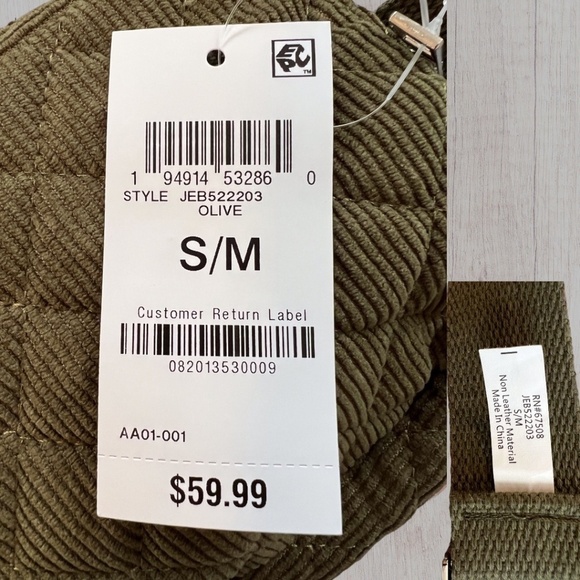 EPC
TM
1 94914 53286 0
STYLE JEB522203
OLIVE
S/M
Customer Return Label
082013530009
AA01-001
$59.99
RN#67508
JEB522203
S/M
Non Leather Material
Made In China